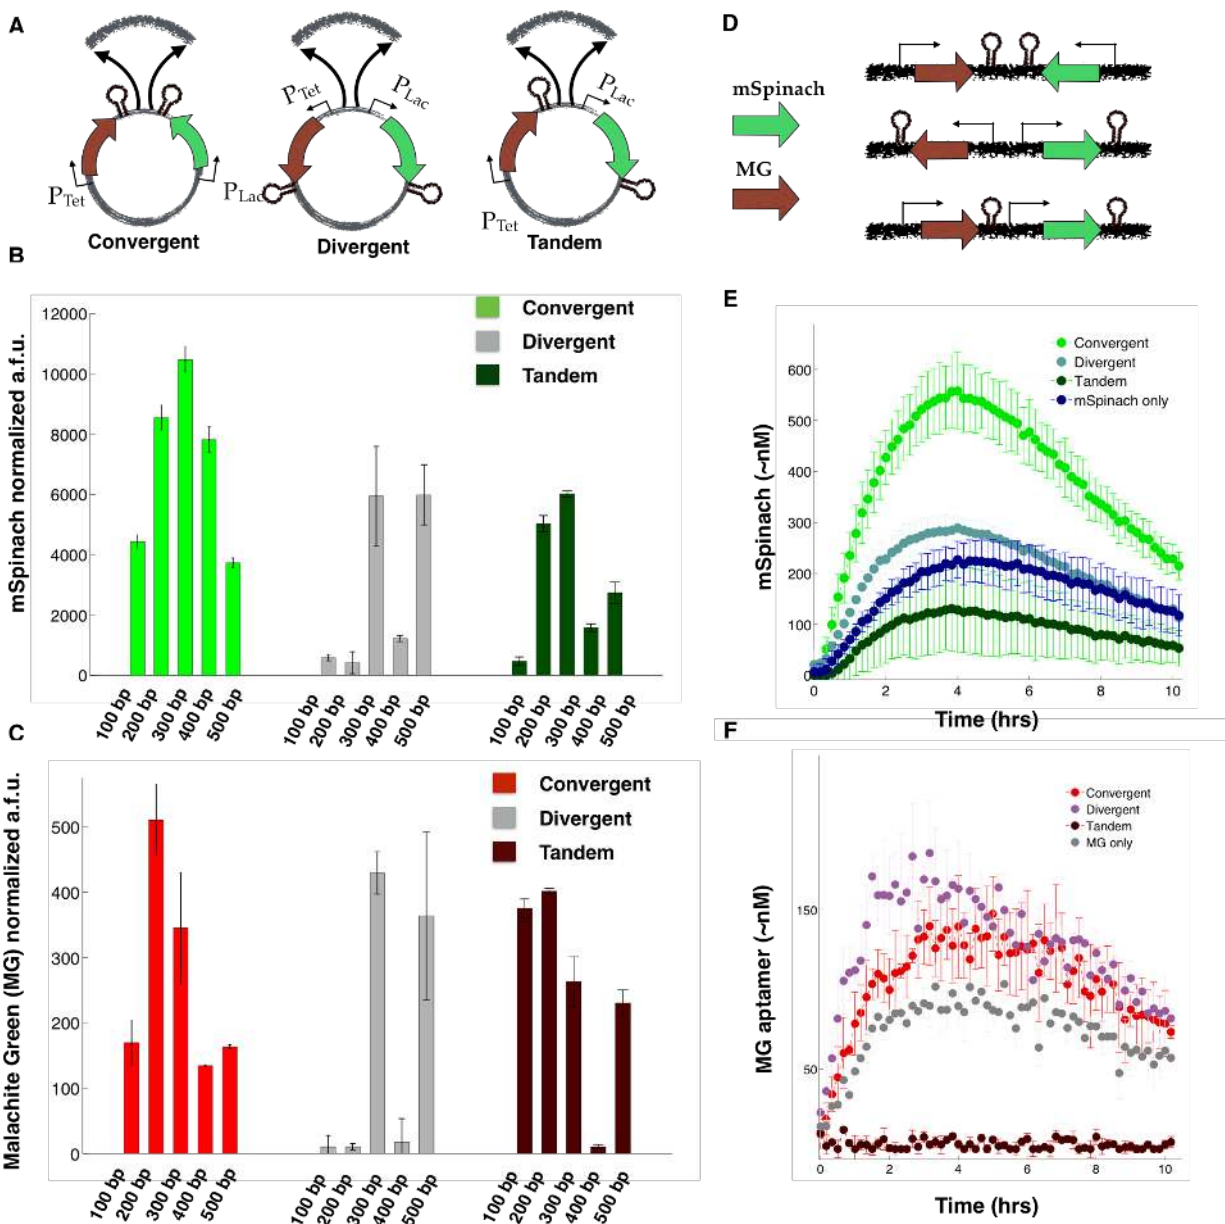 A
P_Tet
P_Lac
Convergent
P_Tet
P_Lac
Divergent
P_Lac
P_Tet
Tandem
B
mSpinach normalized a.f.u.
12000
10000
8000
6000
4000
2000
0
Convergent
Divergent
Tandem
100 bp
200 bp
300 bp
400 bp
500 bp
100 bp
200 bp
300 bp
400 bp
500 bp
100 bp
200 bp
300 bp
400 bp
500 bp
C
Malachite Green (MG) normalized a.f.u.
500
400
300
200
100
0
Convergent
Divergent
Tandem
100 bp
200 bp
300 bp
400 bp
500 bp
100 bp
200 bp
300 bp
400 bp
500 bp
100 bp
200 bp
300 bp
400 bp
500 bp
D
mSpinach
MG
E
mSpinach (~nM)
600
500
400
300
200
100
0
Convergent
Divergent
Tandem
mSpinach only
0 2 4 6 8 10
Time (hrs)
F
MG aptamer (~nM)
150
50
Convergent
Divergent
Tandem
MG only
0 2 4 6 8 10
Time (hrs)